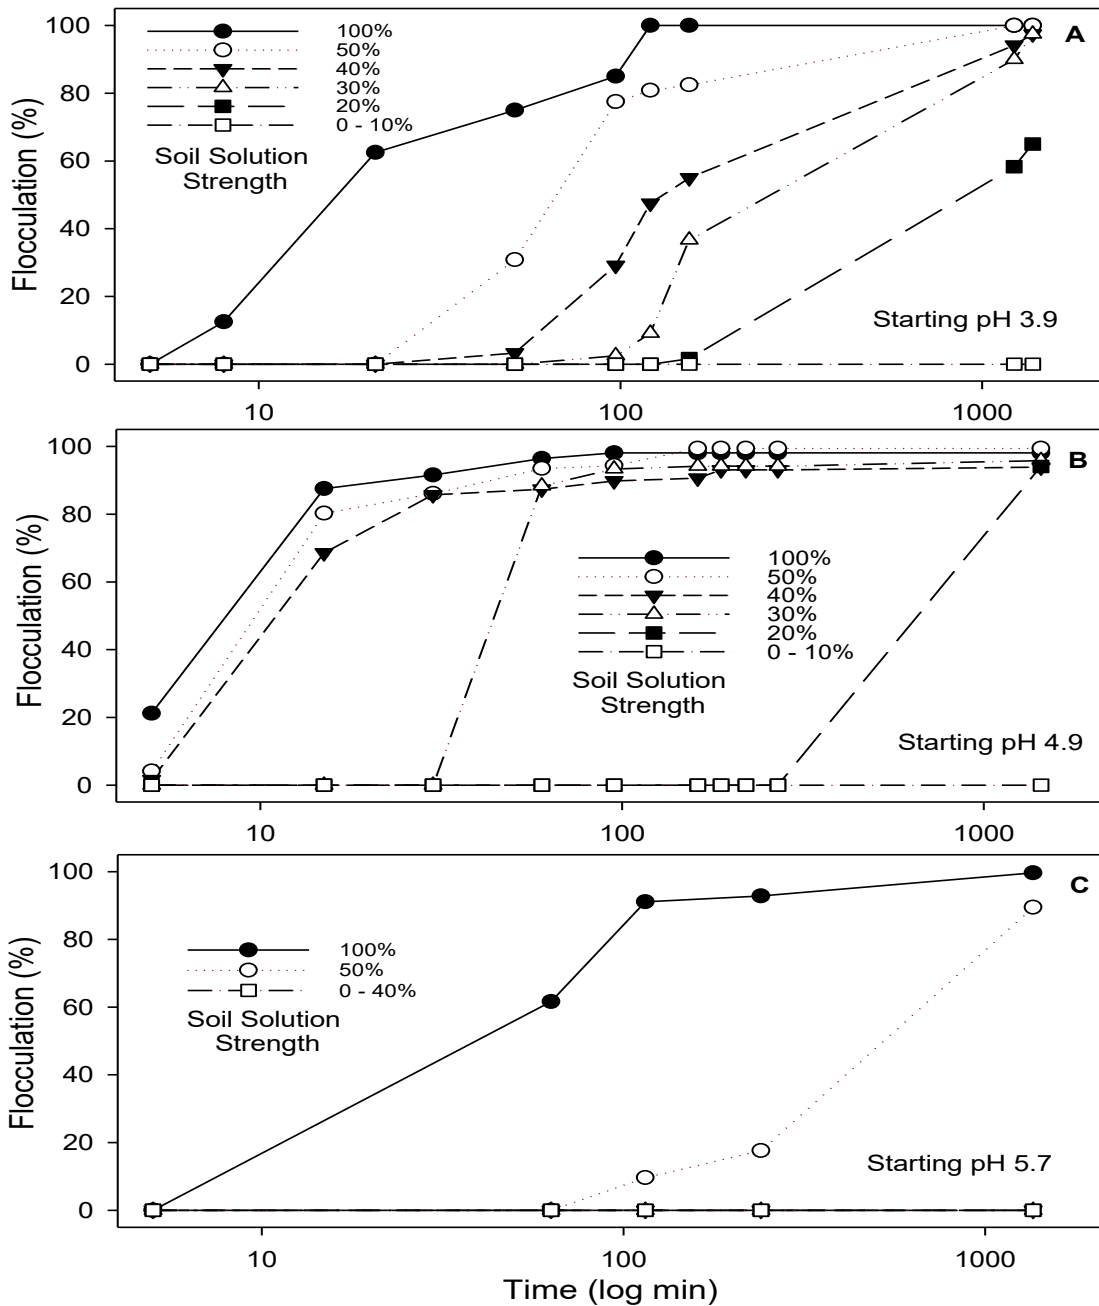 100%
50%
40%
30%
20%
0 - 10%
Soil Solution
Strength
A
Starting pH 3.9
Flocculation (%)
100
80
60
40
20
0
10
100
1000
B
100%
50%
40%
30%
20%
0 - 10%
Soil Solution
Strength
Starting pH 4.9
Flocculation (%)
100
80
60
40
20
0
10
100
1000
C
100%
50%
0 - 40%
Soil Solution
Strength
Starting pH 5.7
Flocculation (%)
100
80
60
40
20
0
10
100
1000
Time (log min)